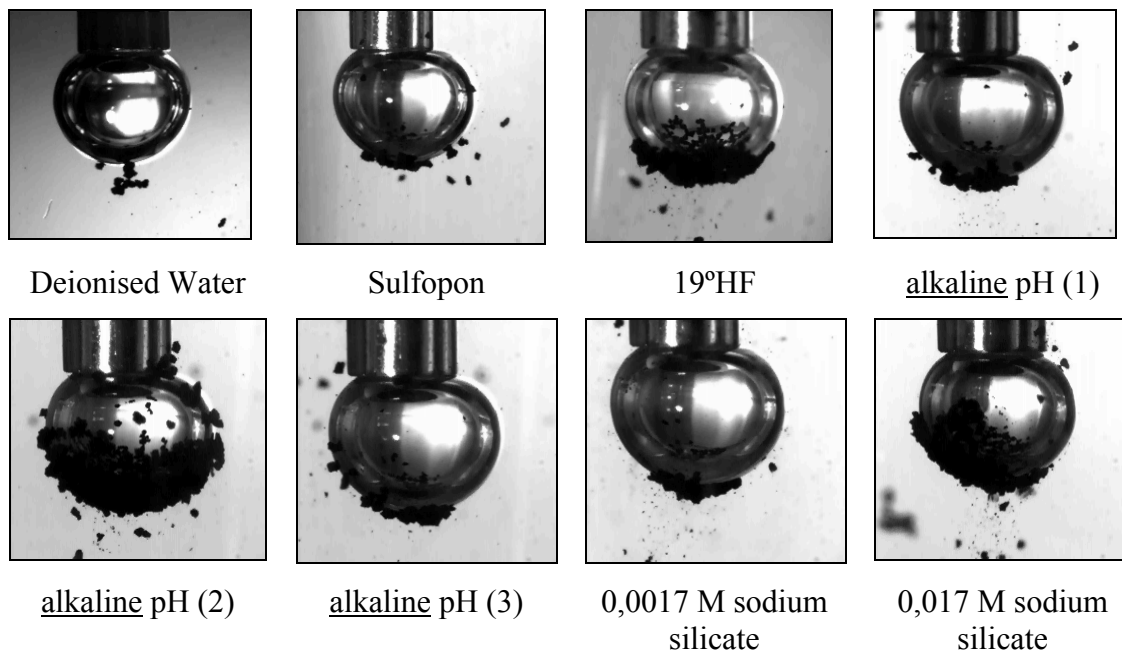 Deionised Water
Sulfopon
19ºHF
alkaline pH (1)
alkaline pH (2)
alkaline pH (3)
0,0017 M sodium
silicate
0,017 M sodium
silicate